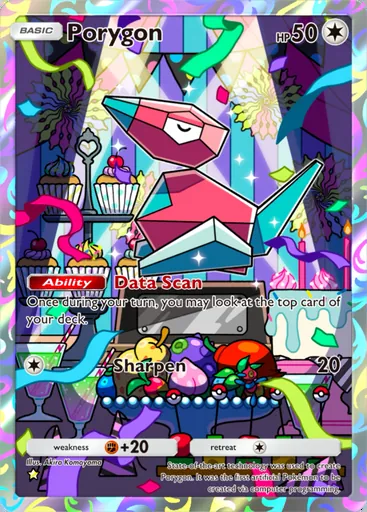 BASIC Porygon HP 50
Ability Data Scan
Once during your turn, you may look at the top card of
your deck.
Sharpen 20
weakness +20 retreat
Illus. Akira Komayama
State-of-the-art technology was used to create
Porygon. It was the first artificial Pokémon to be
created via computer programming.